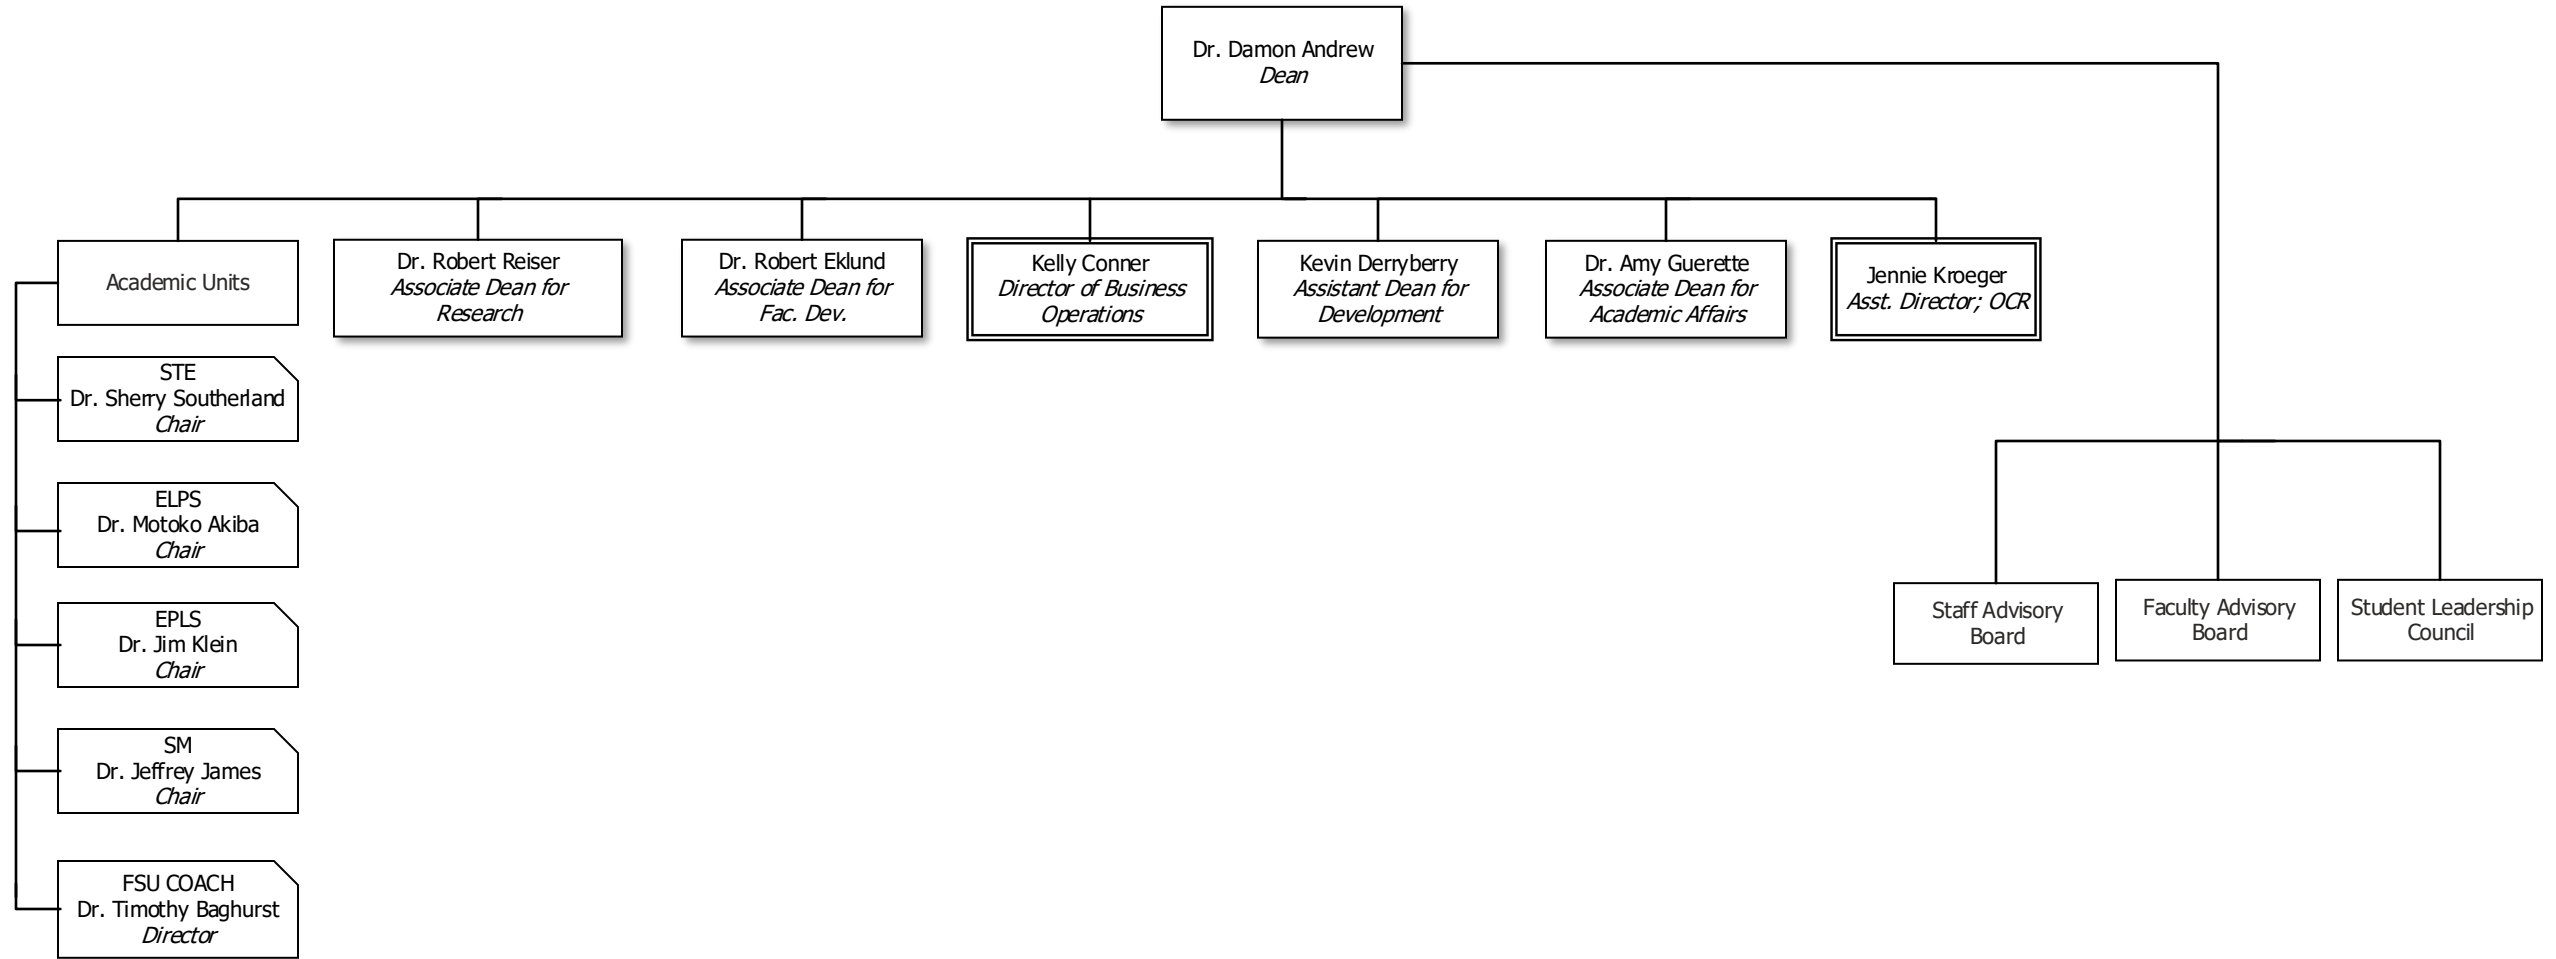 Dr. Damon Andrew
Dean
Academic Units
Dr. Robert Reiser
Associate Dean for
Research
Dr. Robert Eklund
Associate Dean for
Fac. Dev.
Kelly Conner
Director of Business
Operations
Kevin Derryberry
Assistant Dean for
Development
Dr. Amy Guerette
Associate Dean for
Academic Affairs
Jennie Kroeger
Asst. Director; OCR
STE
Dr. Sherry Southerland
Chair
ELPS
Dr. Motoko Akiba
Chair
EPLS
Dr. Jim Klein
Chair
SM
Dr. Jeffrey James
Chair
FSU COACH
Dr. Timothy Baghurst
Director
Staff Advisory
Board
Faculty Advisory
Board
Student Leadership
Council